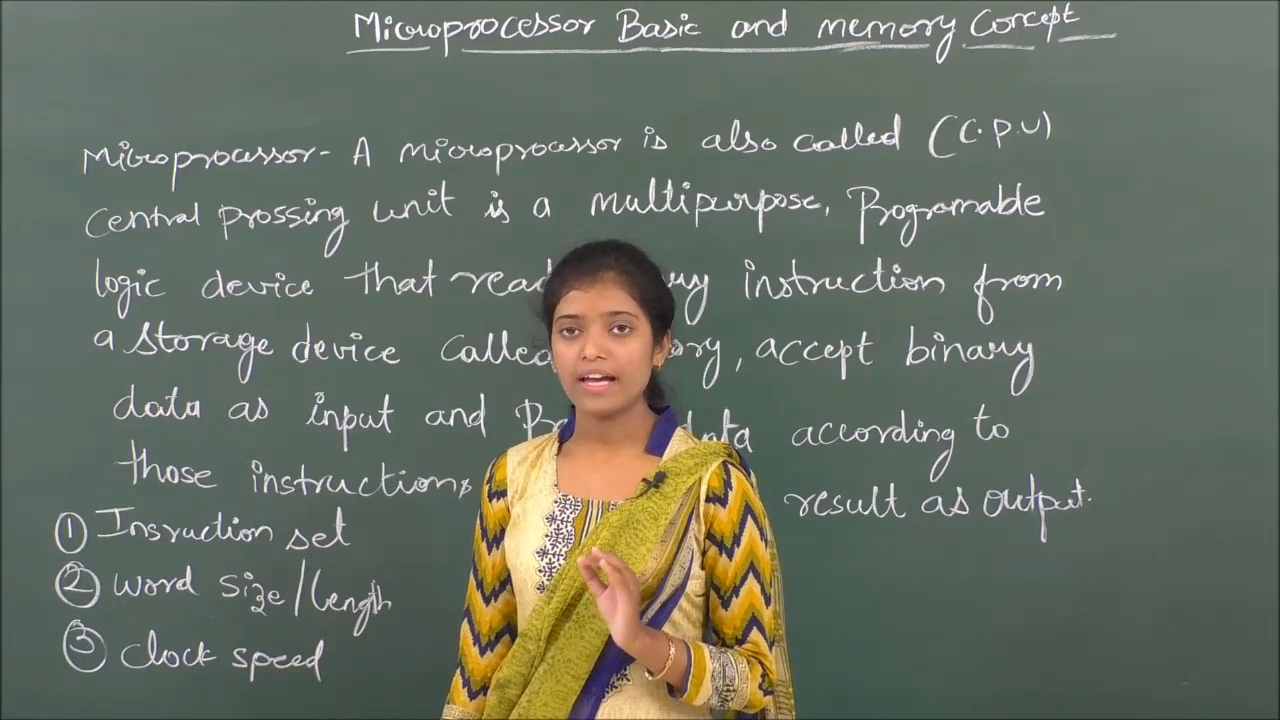 Microprocessor Basic and memory Concept
Microprocessor- A microprocessor is also called (C.P.U)
Central prossing unit is a multipurpose, Programable
logic device that read instruction from
a storage device called accept binary
data as input and data according to
those instructions result as output.
① Insruction set
② word size/length
③ clock speed